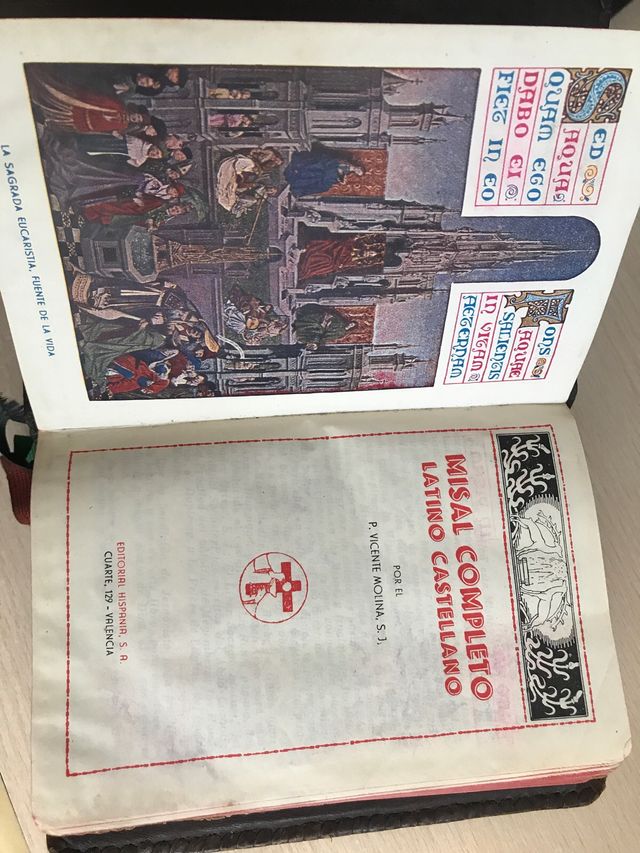 SED
AQUA
QUAM EGO
DABO EI
FIET IN EO
FONS
AQUAE
SALIENTIS
IN VITAM
AETERNAM
LA SAGRADA EUCARISTIA, FUENTE DE LA VIDA
MISAL COMPLETO
LATINO CASTELLANO
POR EL
P. VICENTE MOLINA, S. J.
EDITORIAL HISPANIA, S. A.
CUARTE, 129 - VALENCIA